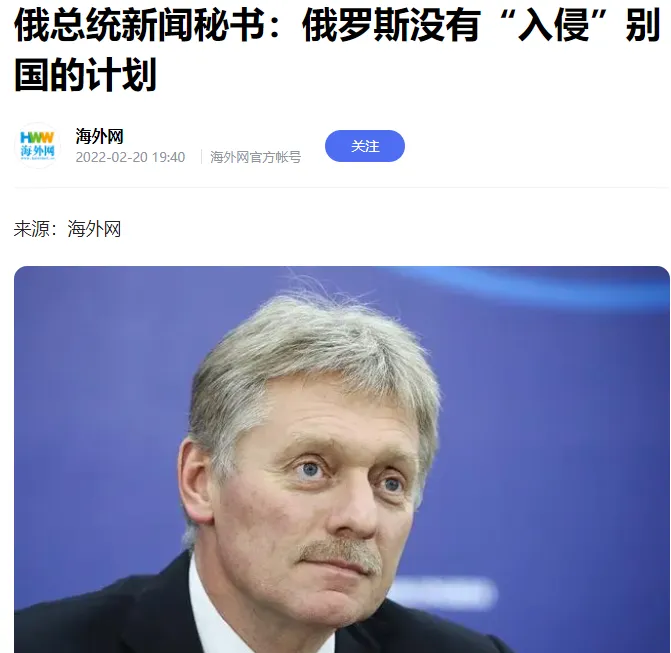 俄总统新闻秘书：俄罗斯没有“入侵”别
国的计划
HWW
海外网
海外网
2022-02-20 19:40
海外网官方帐号
关注
来源：海外网